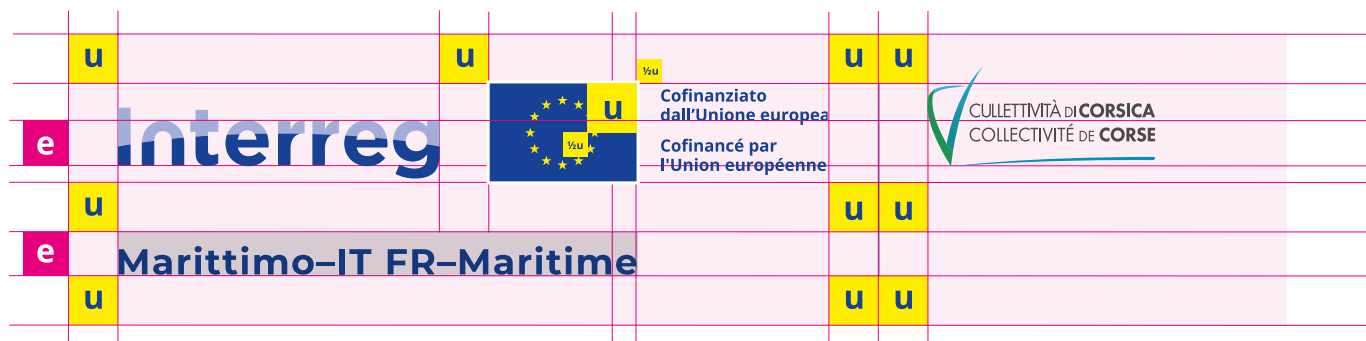 u u u u
½u
Interreg
e
u
½u
Cofinanziato
dall'Unione europea
Cofinancé par
l'Union européenne
CULLETTIVITÀ DI CORSICA
COLLECTIVITÉ DE CORSE
u u u
e
Marittimo–IT FR–Maritime
u u u